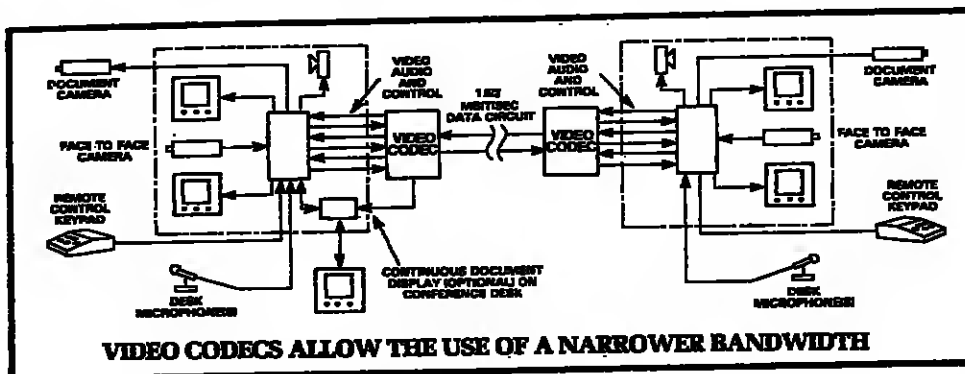 DOCUMENT
CAMERA
FACE TO FACE
CAMERA
REMOTE
CONTROL
KEYPAD
DESK
MICROPHONE(S)
VIDEO
AUDIO
AND
CONTROL
VIDEO
CODEC
MBIT/SEC
DATA CIRCUIT
CONTINUOUS DOCUMENT
DISPLAY (OPTIONAL) ON
CONFERENCE DESK
VIDEO
AUDIO
AND
CONTROL
VIDEO
CODEC
DOCUMENT
CAMERA
FACE TO FACE
CAMERA
REMOTE
CONTROL
KEYPAD
DESK
MICROPHONE(S)
VIDEO CODECS ALLOW THE USE OF A NARROWER BANDWIDTH